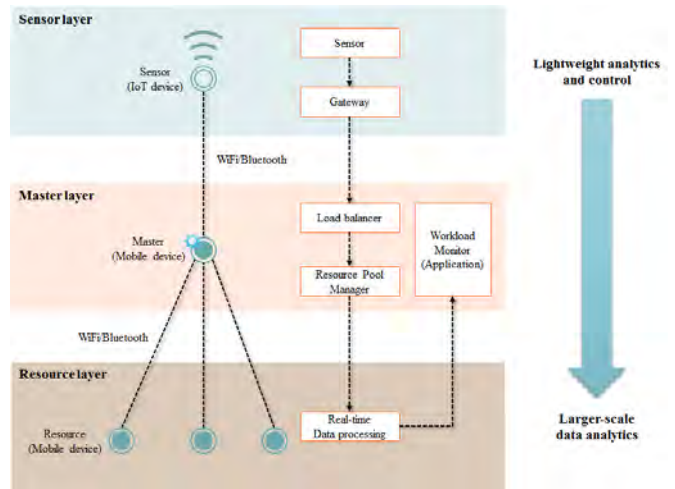 Sensor layer
Sensor
(IoT device)
Sensor
Gateway
Lightweight analytics
and control
WiFi/Bluetooth
Master layer
Master
(Mobile device)
Load balancer
Resource Pool
Manager
Workload
Monitor
(Application)
WiFi/Bluetooth
Resource layer
Resource
(Mobile device)
Real-time
Data processing
Larger-scale
data analytics